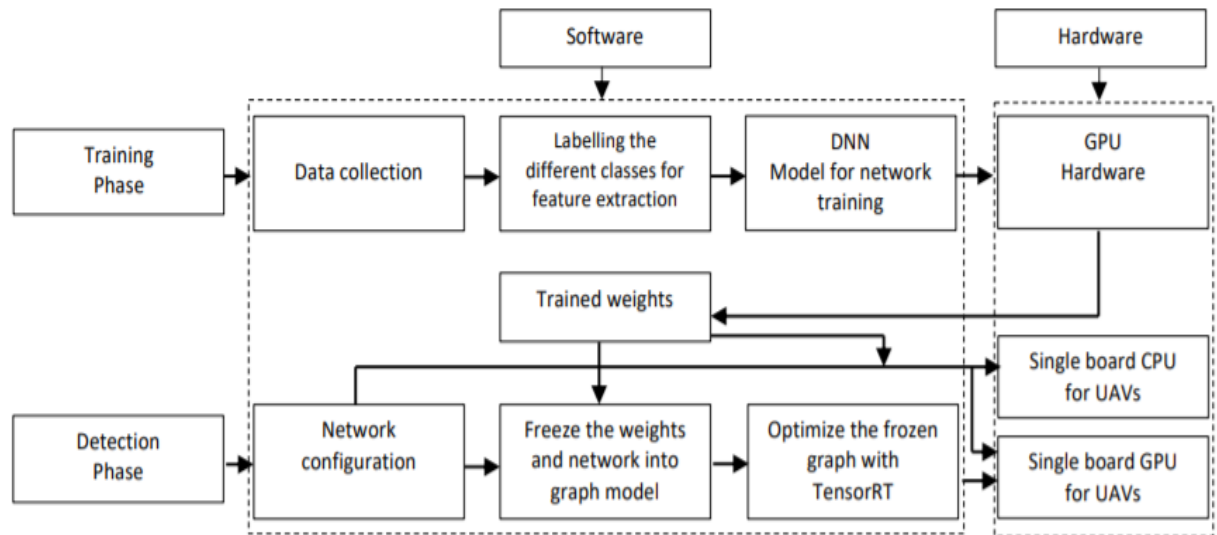 Software
Hardware
Training
Phase
Data collection
Labelling the
different classes for
feature extraction
DNN
Model for network
training
GPU
Hardware
Trained weights
Single board CPU
for UAVs
Detection
Phase
Network
configuration
Freeze the weights
and network into
graph model
Optimize the frozen
graph with
TensorRT
Single board GPU
for UAVs